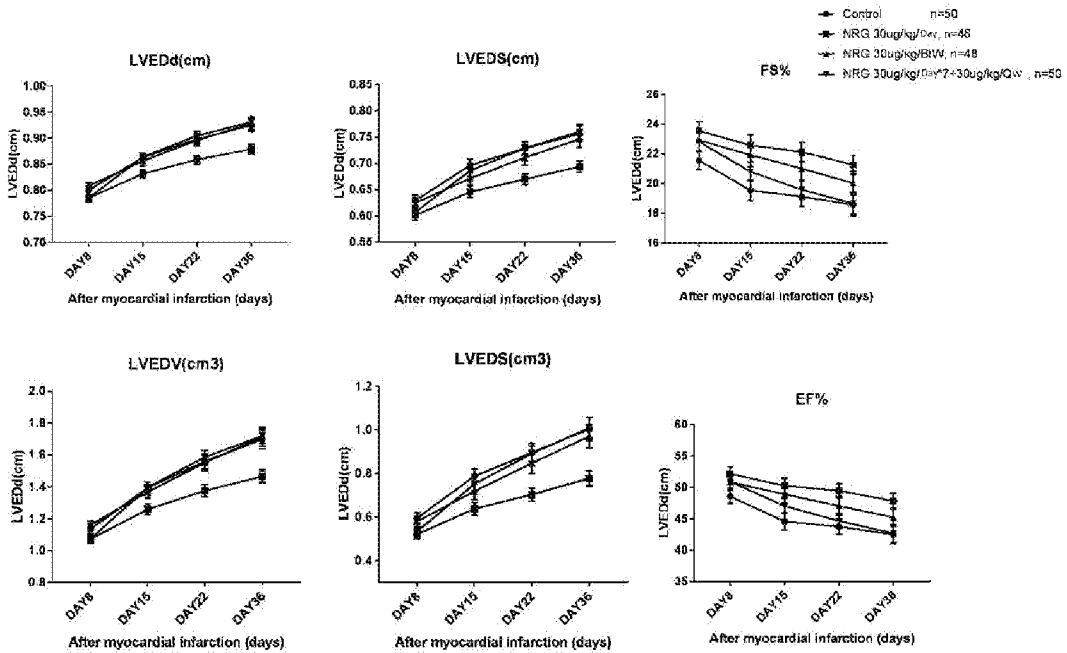 Control n=50
NRG 30ug/kg/Day, n=46
NRG 30ug/kg/BIW, n=48
NRG 30ug/kg/Day*7+30ug/kg/QW , n=50
LVEDd(cm)
LVEDd(cm)
1.00
0.95
0.90
0.85
0.80
0.75
0.70
DAY8
DAY15
DAY22
DAY36
After myocardial infarction (days)
LVEDS(cm)
LVEDd(cm)
0.85
0.80
0.75
0.70
0.65
0.60
0.55
DAY8
DAY15
DAY22
DAY36
After myocardial infarction (days)
FS%
LVEDd(cm)
26
24
22
20
18
16
DAY8
DAY15
DAY22
DAY36
After myocardial infarction (days)
LVEDV(cm3)
LVEDd(cm)
2.0
1.8
1.6
1.4
1.2
1.0
0.8
DAY8
DAY15
DAY22
DAY36
After myocardial infarction (days)
LVEDS(cm3)
LVEDd(cm)
1.2
1.0
0.8
0.6
0.4
DAY8
DAY15
DAY22
DAY36
After myocardial infarction (days)
EF%
LVEDd(cm)
60
55
50
45
40
35
DAY8
DAY15
DAY22
DAY36
After myocardial infarction (days)